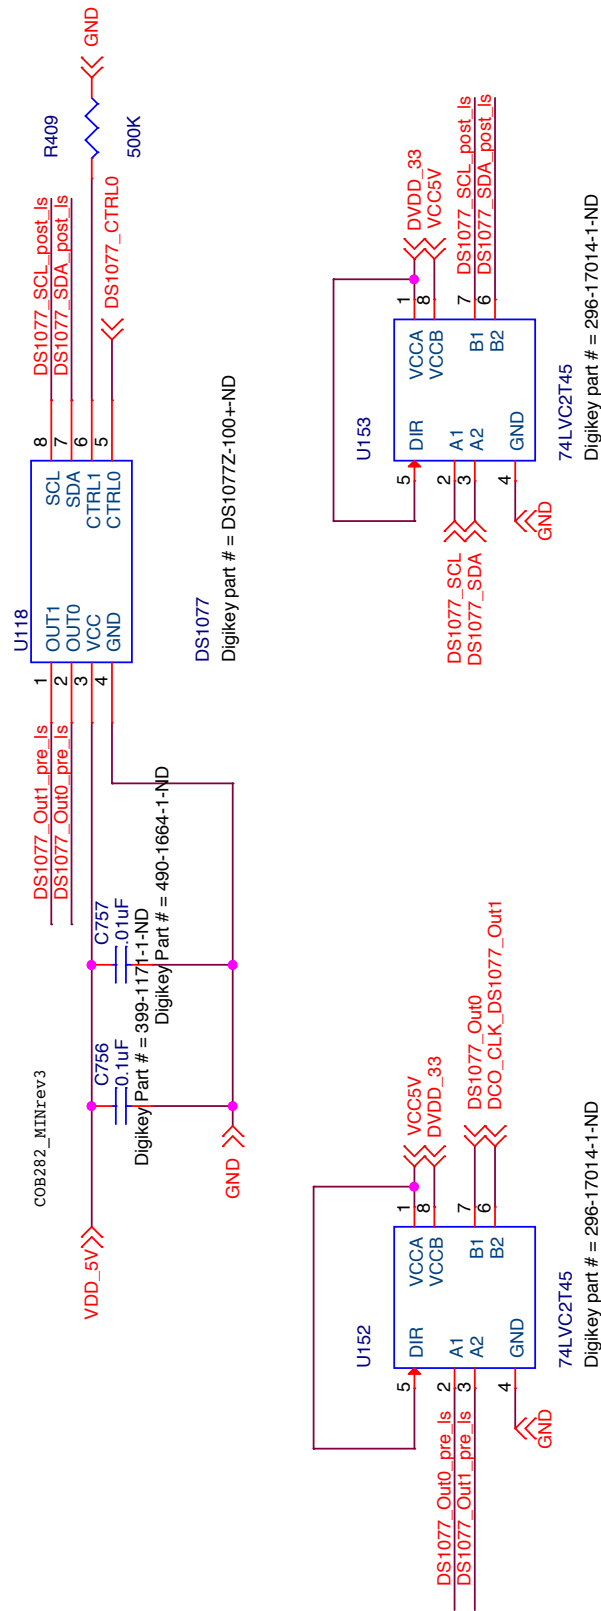 COB282_MINrev3
VDD_5V
GND
C756
0.1uF
Digikey Part # = 399-1171-1-ND
C757
.01uF
Digikey Part # = 490-1664-1-ND
DS1077_Out1_pre_ls
DS1077_Out0_pre_ls
1
2
3
4
U118
OUT1
OUT0
VCC
GND
SCL
SDA
CTRL1
CTRL0
8
7
6
5
DS1077_SCL_post_ls
DS1077_SDA_post_ls
DS1077_CTRL0
R409
500K
GND
DS1077
Digikey part # = DS1077Z-100+-ND
DS1077_Out0_pre_ls
DS1077_Out1_pre_ls
GND
5
2
3
4
U152
DIR
A1
A2
GND
VCCA
VCCB
B1
B2
1
8
7
6
VCC5V
DVDD_33
DS1077_Out0
DCO_CLK_DS1077_Out1
74LVC2T45
Digikey part # = 296-17014-1-ND
DS1077_SCL
DS1077_SDA
GND
5
2
3
4
U153
DIR
A1
A2
GND
VCCA
VCCB
B1
B2
1
8
7
6
DVDD_33
VCC5V
DS1077_SCL_post_ls
DS1077_SDA_post_ls
74LVC2T45
Digikey part # = 296-17014-1-ND